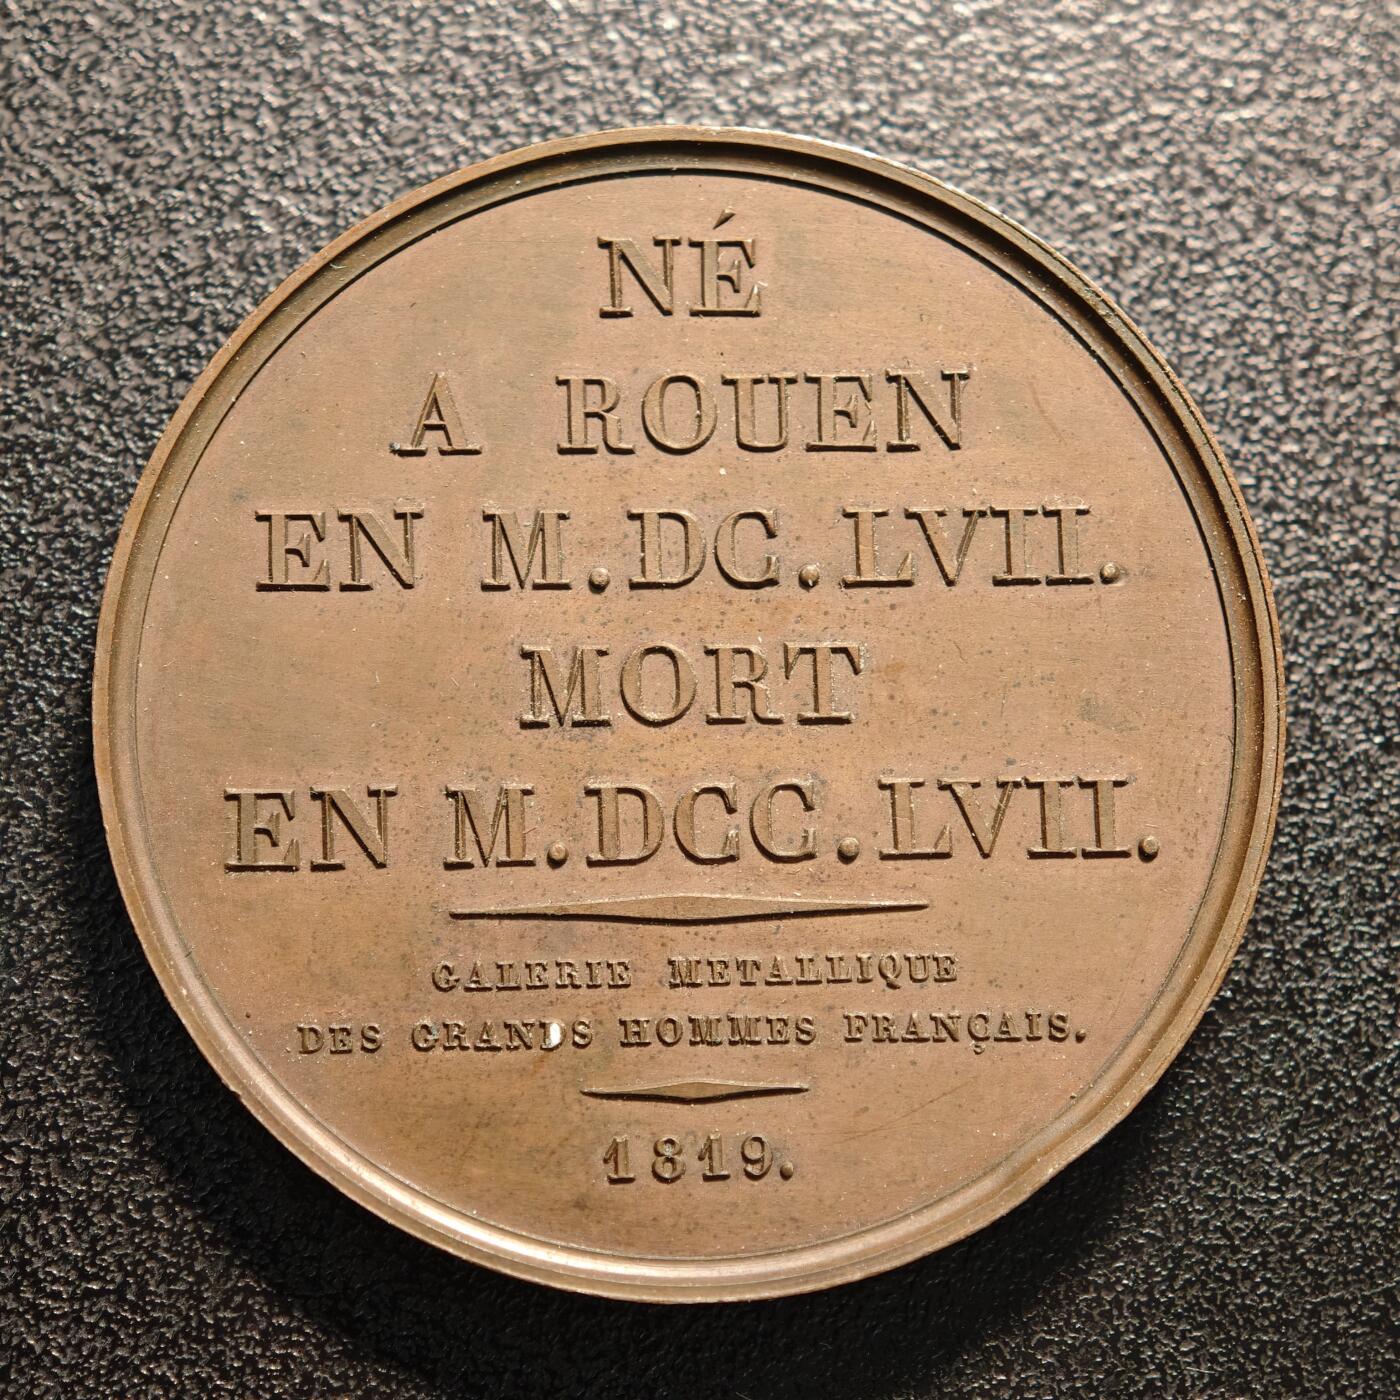 NÉ
A ROUEN
EN M.DC.LVII.
MORT
EN M.DCC.LVII.
GALERIE METALLIQUE
DES GRANDS HOMMES FRANÇAIS.
1819.